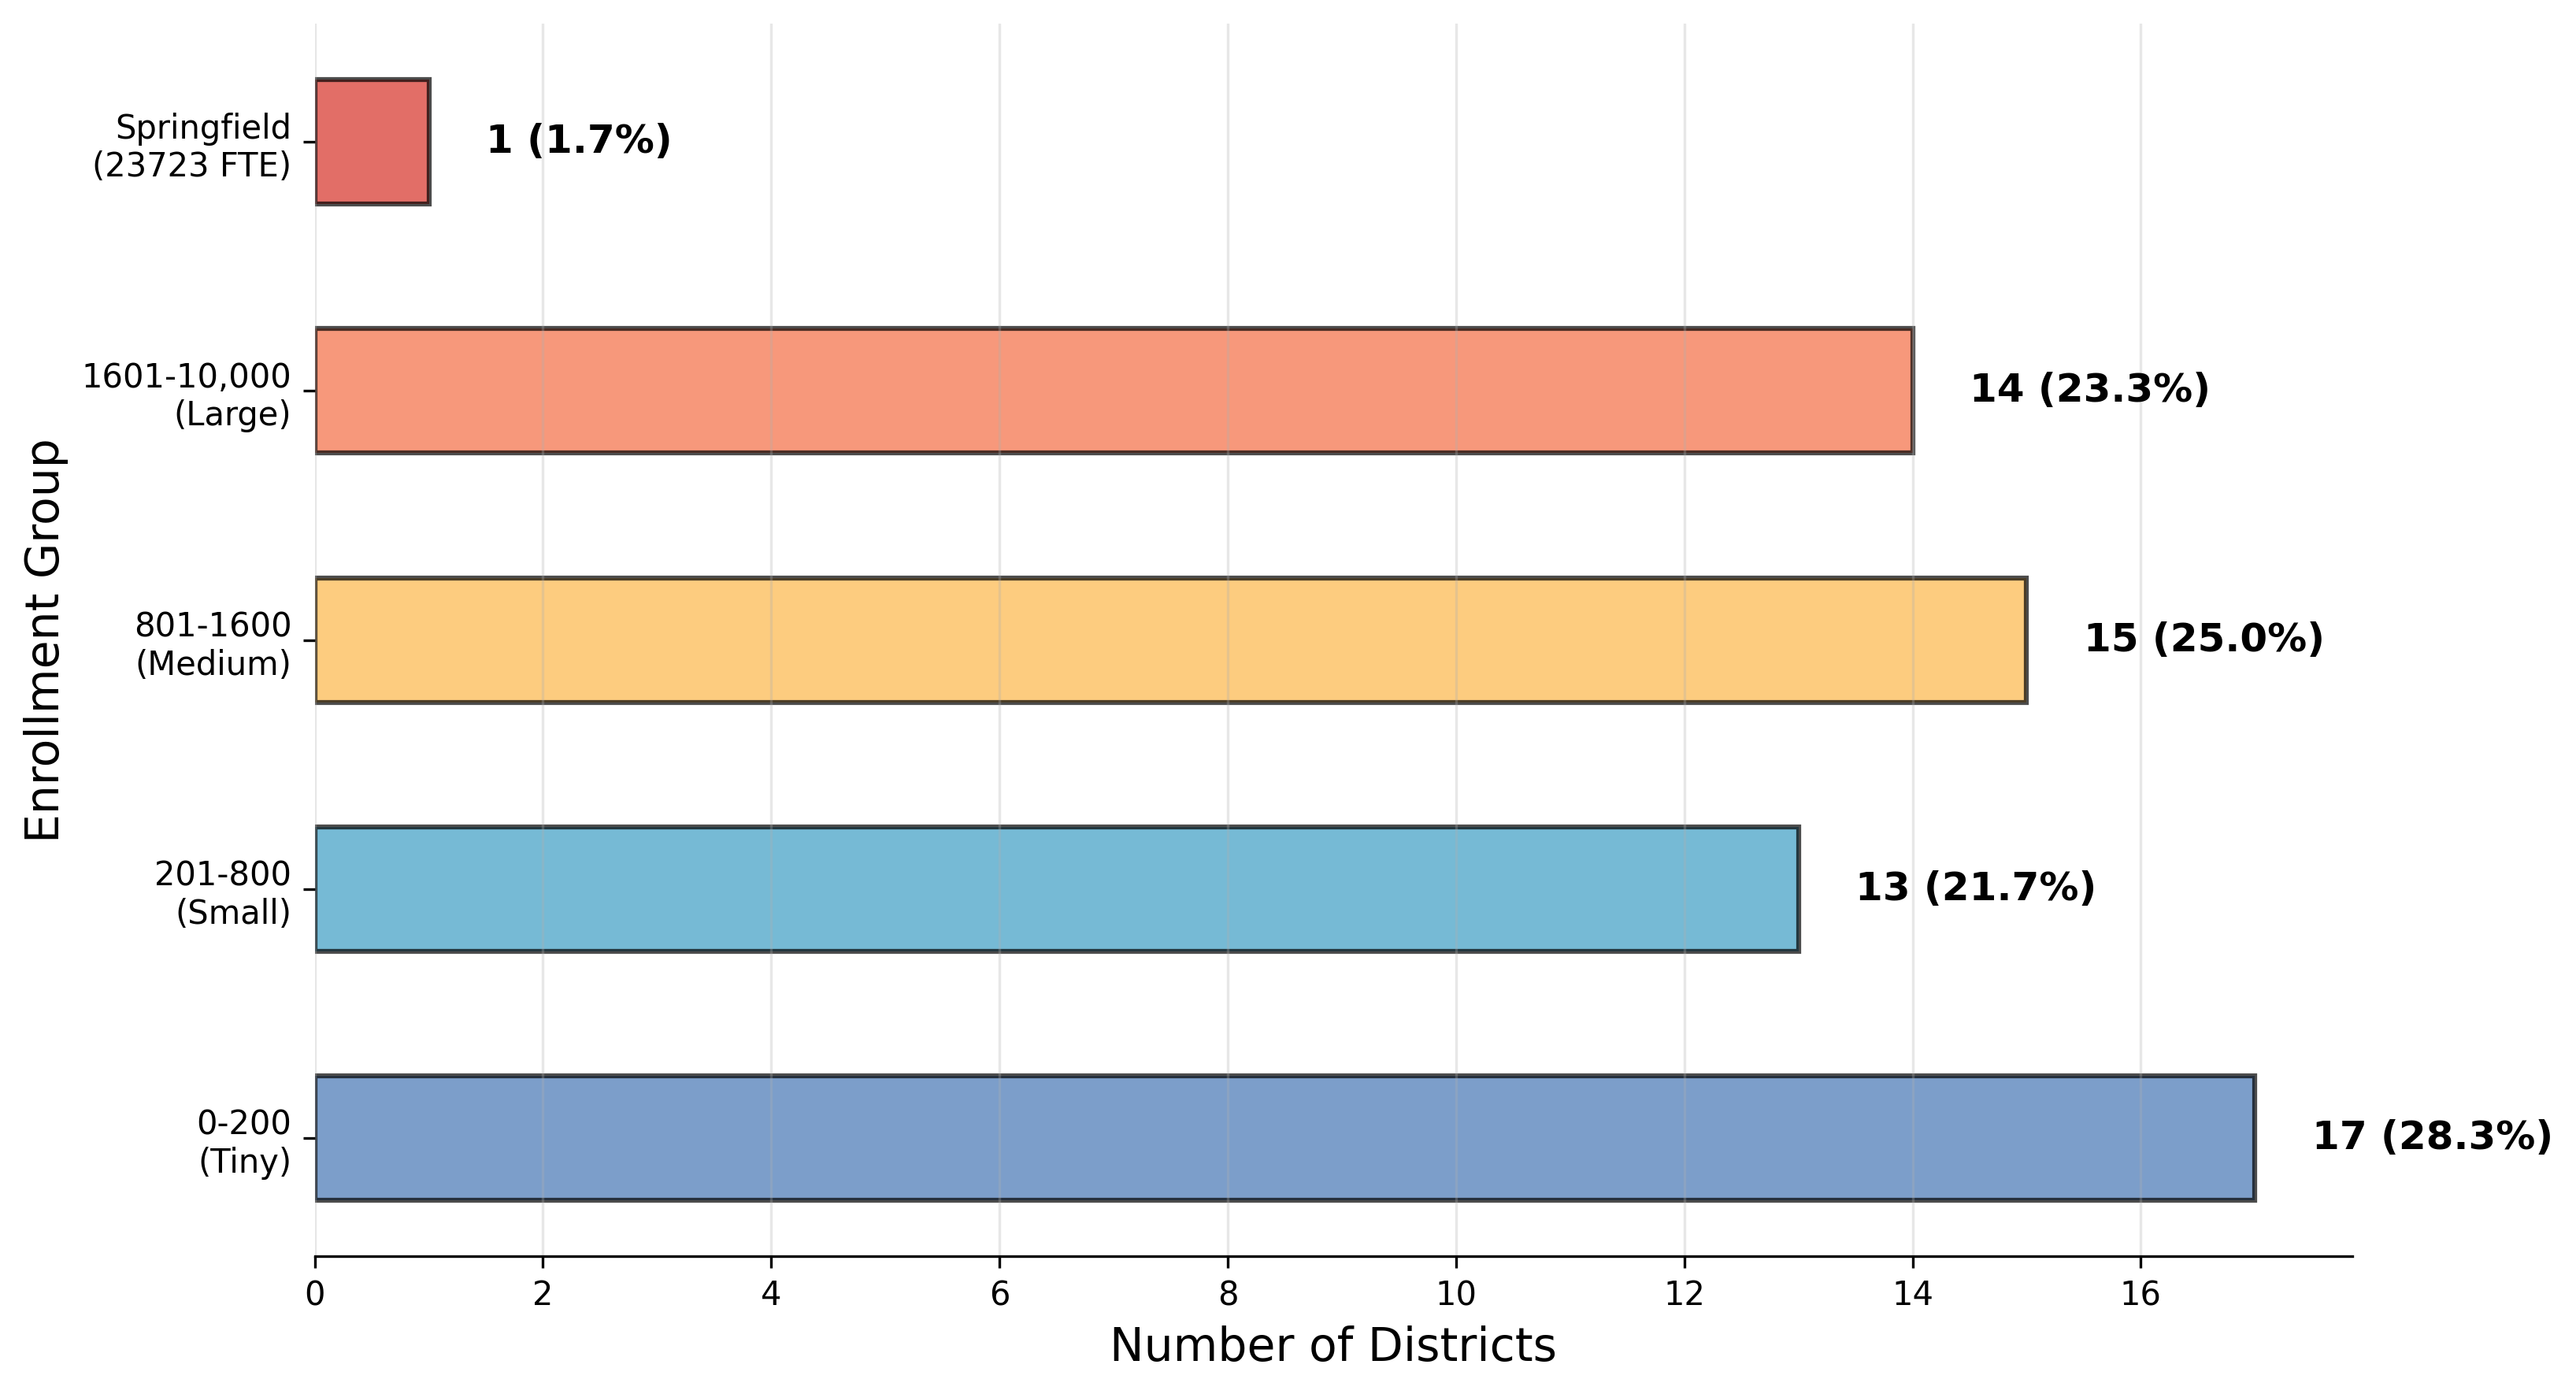 Springfield
(23723 FTE)
1 (1.7%)
1601-10,000
(Large)
14 (23.3%)
Enrollment Group
801-1600
(Medium)
15 (25.0%)
201-800
(Small)
13 (21.7%)
0-200
(Tiny)
17 (28.3%)
0 2 4 6 8 10 12 14 16
Number of Districts